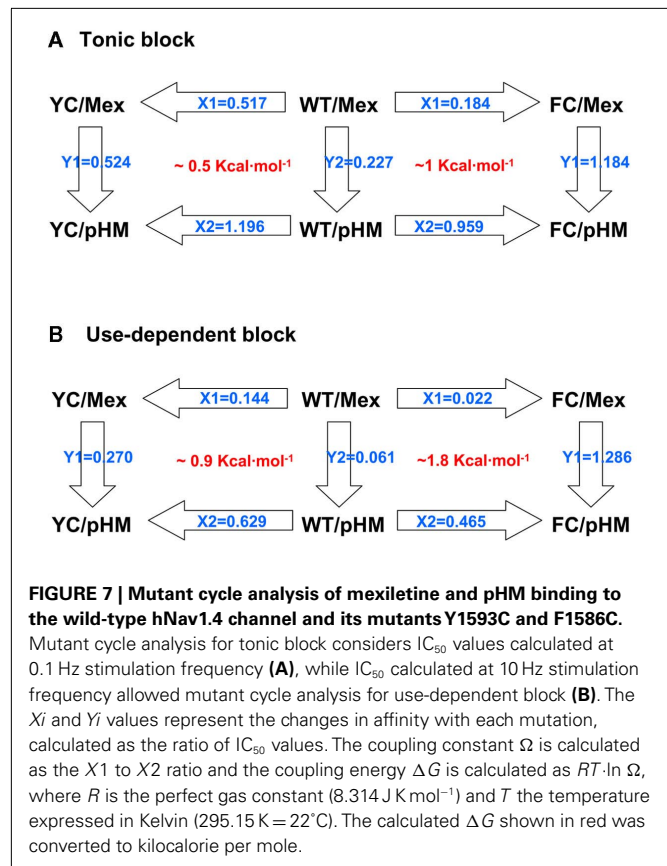 A Tonic block
YC/Mex X1=0.517 WT/Mex X1=0.184 FC/Mex
Y1=0.524 ~ 0.5 Kcal·mol⁻¹ Y2=0.227 ~1 Kcal·mol⁻¹ Y1=1.184
YC/pHM X2=1.196 WT/pHM X2=0.959 FC/pHM
B Use-dependent block
YC/Mex X1=0.144 WT/Mex X1=0.022 FC/Mex
Y1=0.270 ~ 0.9 Kcal·mol⁻¹ Y2=0.061 ~1.8 Kcal·mol⁻¹ Y1=1.286
YC/pHM X2=0.629 WT/pHM X2=0.465 FC/pHM
FIGURE 7 | Mutant cycle analysis of mexiletine and pHM binding to
the wild-type hNav1.4 channel and its mutants Y1593C and F1586C.
Mutant cycle analysis for tonic block considers IC₅₀ values calculated at
0.1 Hz stimulation frequency (A), while IC₅₀ calculated at 10 Hz stimulation
frequency allowed mutant cycle analysis for use-dependent block (B). The
Xi and Yi values represent the changes in affinity with each mutation,
calculated as the ratio of IC₅₀ values. The coupling constant Ω is calculated
as the X1 to X2 ratio and the coupling energy ΔG is calculated as RT·ln Ω,
where R is the perfect gas constant (8.314 J K mol⁻¹) and T the temperature
expressed in Kelvin (295.15 K = 22°C). The calculated ΔG shown in red was
converted to kilocalorie per mole.